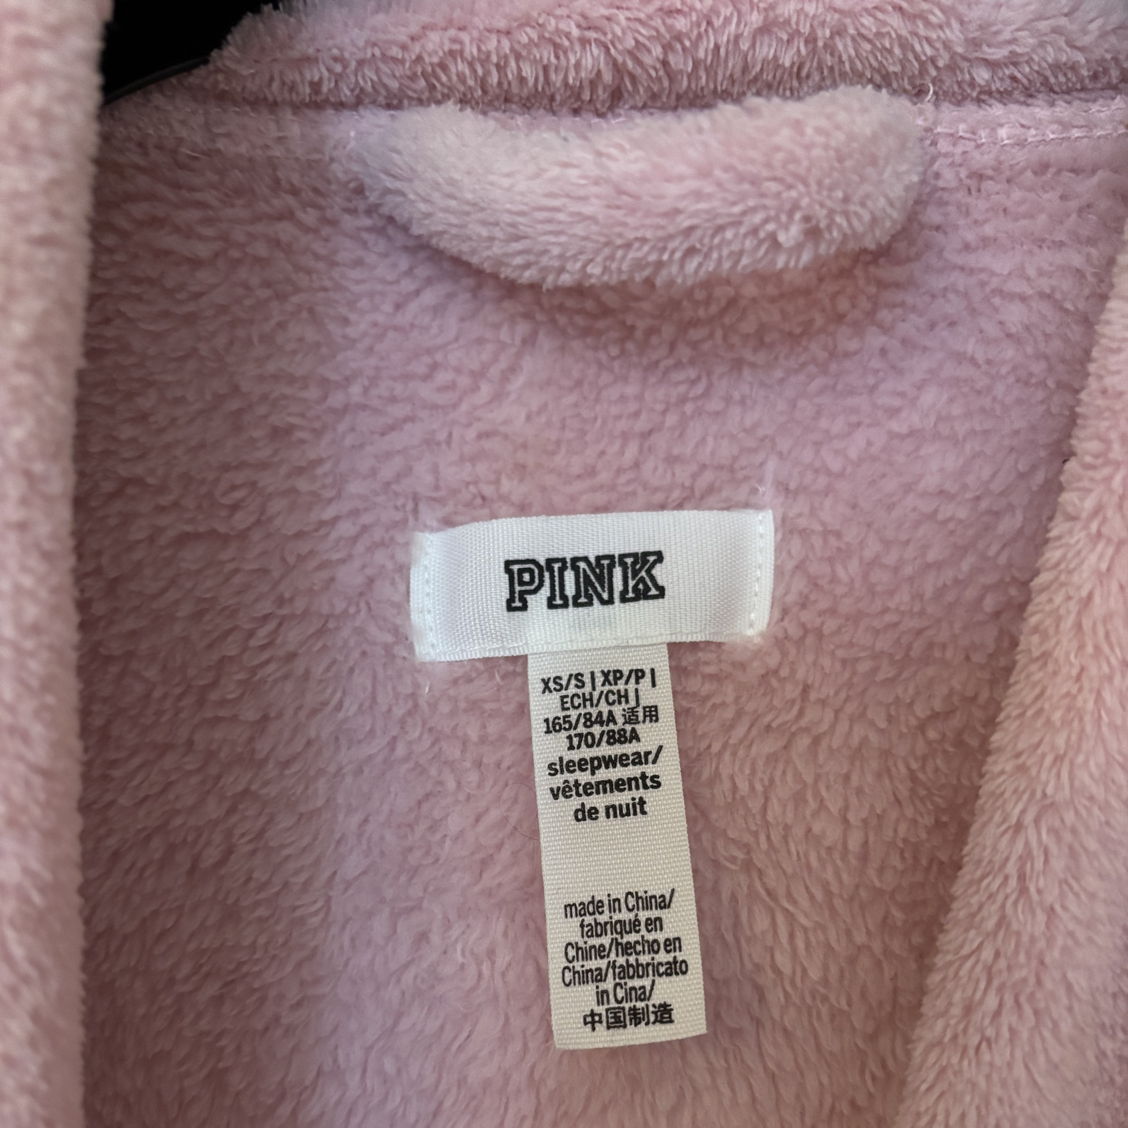 PINK
XS/S | XP/P |
ECH/CH |
165/84A 适用
170/88A
sleepwear/
vêtements
de nuit
made in China/
fabriqué en
Chine/hecho en
China/fabbricato
in Cina/
中国制造